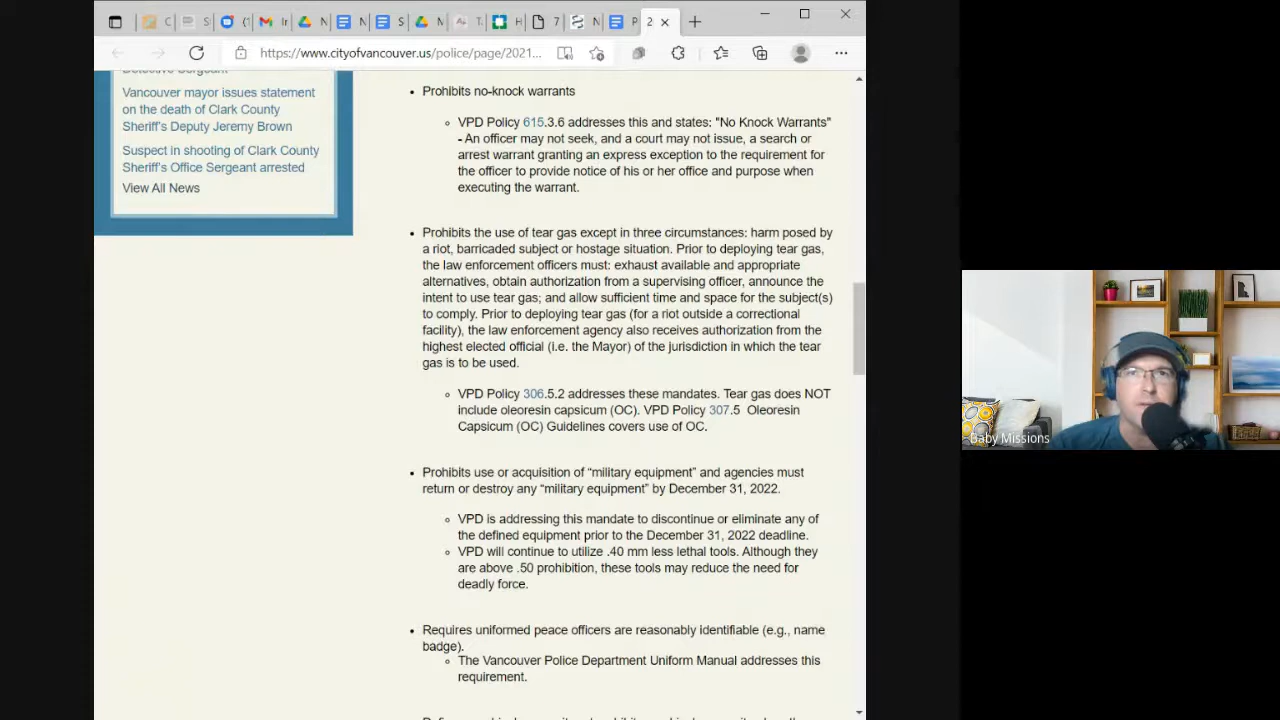 https://www.cityofvancouver.us/police/page/2021...
Detective Sergeant
Vancouver mayor issues statement
on the death of Clark County
Sheriff's Deputy Jeremy Brown
Suspect in shooting of Clark County
Sheriff's Office Sergeant arrested
View All News
• Prohibits no-knock warrants
◦ VPD Policy 615.3.6 addresses this and states: "No Knock Warrants"
- An officer may not seek, and a court may not issue, a search or
arrest warrant granting an express exception to the requirement for
the officer to provide notice of his or her office and purpose when
executing the warrant.
• Prohibits the use of tear gas except in three circumstances: harm posed by
a riot, barricaded subject or hostage situation. Prior to deploying tear gas,
the law enforcement officers must: exhaust available and appropriate
alternatives, obtain authorization from a supervising officer, announce the
intent to use tear gas; and allow sufficient time and space for the subject(s)
to comply. Prior to deploying tear gas (for a riot outside a correctional
facility), the law enforcement agency also receives authorization from the
highest elected official (i.e. the Mayor) of the jurisdiction in which the tear
gas is to be used.
◦ VPD Policy 306.5.2 addresses these mandates. Tear gas does NOT
include oleoresin capsicum (OC). VPD Policy 307.5 Oleoresin
Capsicum (OC) Guidelines covers use of OC.
• Prohibits use or acquisition of “military equipment” and agencies must
return or destroy any “military equipment” by December 31, 2022.
◦ VPD is addressing this mandate to discontinue or eliminate any of
the defined equipment prior to the December 31, 2022 deadline.
◦ VPD will continue to utilize .40 mm less lethal tools. Although they
are above .50 prohibition, these tools may reduce the need for
deadly force.
• Requires uniformed peace officers are reasonably identifiable (e.g., name
badge).
◦ The Vancouver Police Department Uniform Manual addresses this
requirement.
Baby Missions